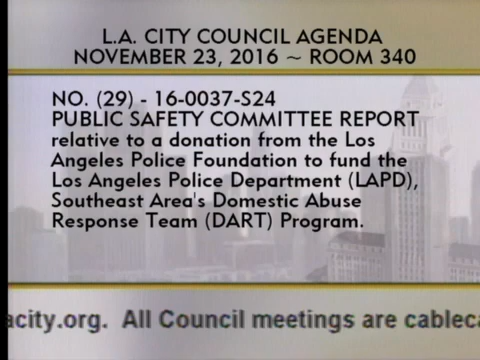 L.A. CITY COUNCIL AGENDA
NOVEMBER 23, 2016 ~ ROOM 340
NO. (29) - 16-0037-S24
PUBLIC SAFETY COMMITTEE REPORT
relative to a donation from the Los
Angeles Police Foundation to fund the
Los Angeles Police Department (LAPD),
Southeast Area's Domestic Abuse
Response Team (DART) Program.
acity.org. All Council meetings are cableca